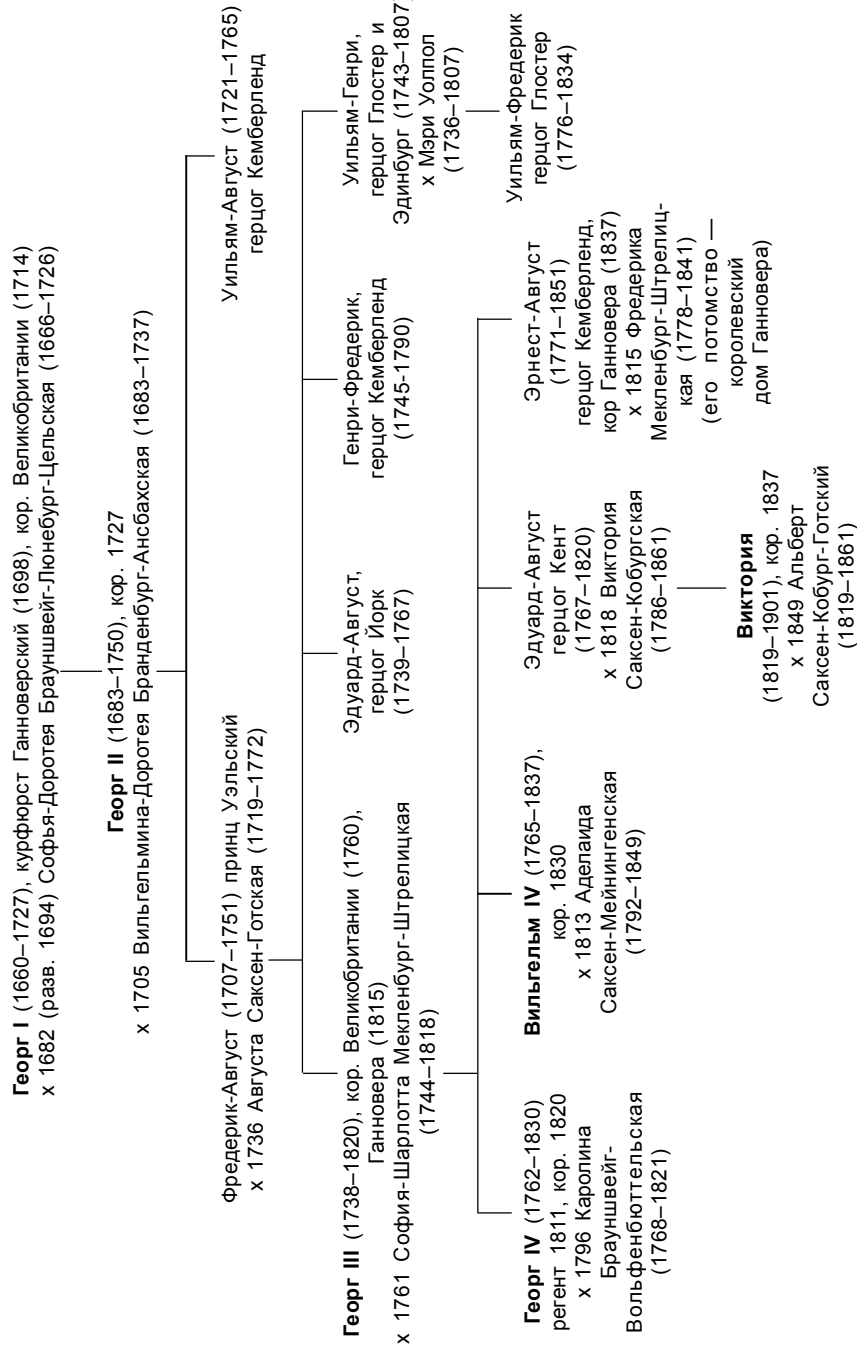 Георг I (1660–1727), курфюрст Ганноверский (1698), кор. Великобритании (1714)
x 1682 (разв. 1694) Софья-Доротея Брауншвейг-Люнебург-Цельская (1666–1726)
Георг II (1683–1750), кор. 1727
x 1705 Вильгельмина-Доротея Бранденбург-Ансбахская (1683–1737)
Фредерик-Август (1707–1751) принц Уэльский
x 1736 Августа Саксен-Готская (1719–1772)
Уильям-Август (1721–1765)
герцог Кемберленд
Георг III (1738–1820), кор. Великобритании (1760),
Ганновера (1815)
x 1761 София-Шарлотта Мекленбург-Штрелицкая
(1744–1818)
Эдуард-Август,
герцог Йорк
(1739–1767)
Генри-Фредерик,
герцог Кемберленд
(1745-1790)
Уильям-Генри,
герцог Глостер и
Эдинбург (1743–1807)
x Мэри Уолпол
(1736–1807)
Георг IV (1762–1830)
регент 1811, кор. 1820
x 1796 Каролина
Брауншвейг-
Вольфенбюттельская
(1768–1821)
Вильгельм IV (1765–1837),
кор. 1830
x 1813 Аделаида
Саксен-Мейнингенская
(1792–1849)
Эдуард-Август
герцог Кент
(1767–1820)
x 1818 Виктория
Саксен-Кобургская
(1786–1861)
Эрнест-Август
(1771–1851)
герцог Кемберленд,
кор Ганновера (1837)
x 1815 Фредерика
Мекленбург-Штрелиц-
кая (1778–1841)
(его потомство —
королевский
дом Ганновера)
Уильям-Фредерик
герцог Глостер
(1776–1834)
Виктория
(1819–1901), кор. 1837
x 1849 Альберт
Саксен-Кобург-Готский
(1819–1861)